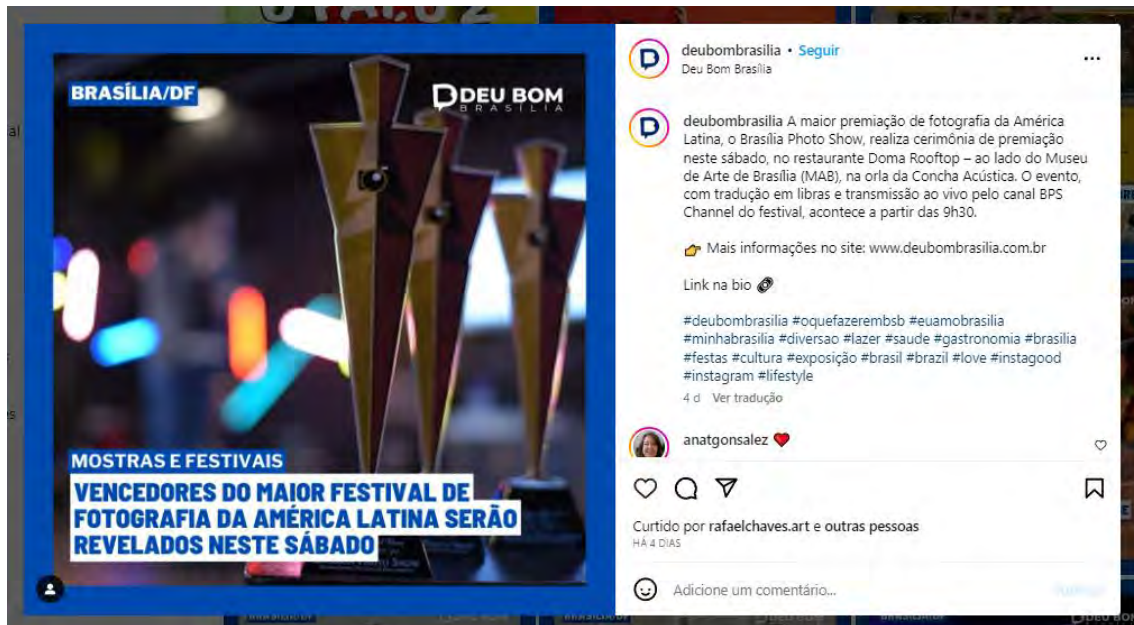 BRASÍLIA/DF
DEU BOM
BRASÍLIA
MOSTRAS E FESTIVAIS
VENCEDORES DO MAIOR FESTIVAL DE
FOTOGRAFIA DA AMÉRICA LATINA SERÃO
REVELADOS NESTE SÁBADO
deubombrasilia • Seguir
Deu Bom Brasília
deubombrasilia A maior premiação de fotografia da América
Latina, o Brasília Photo Show, realiza cerimônia de premiação
neste sábado, no restaurante Doma Rooftop – ao lado do Museu
de Arte de Brasília (MAB), na orla da Concha Acústica. O evento,
com tradução em libras e transmissão ao vivo pelo canal BPS
Channel do festival, acontece a partir das 9h30.
👉 Mais informações no site: www.deubombrasilia.com.br
Link na bio
#deubombrasilia #oquefazerembsb #euamobrasilia
#minhabrasilia #diversao #lazer #saude #gastronomia #brasilia
#festas #cultura #exposição #brasil #brazil #love #instagood
#instagram #lifestyle
4 d Ver tradução
anatgonsalez ❤️
Curtido por rafaelchaves.art e outras pessoas
HÁ 4 DIAS
Adicione um comentário...